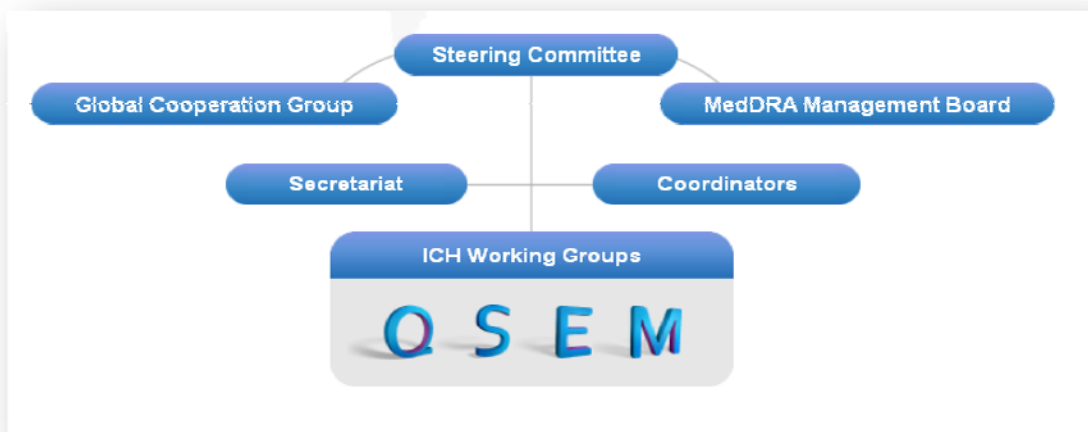 Steering Committee
Global Cooperation Group
MedDRA Management Board
Secretariat
Coordinators
ICH Working Groups
Q S E M